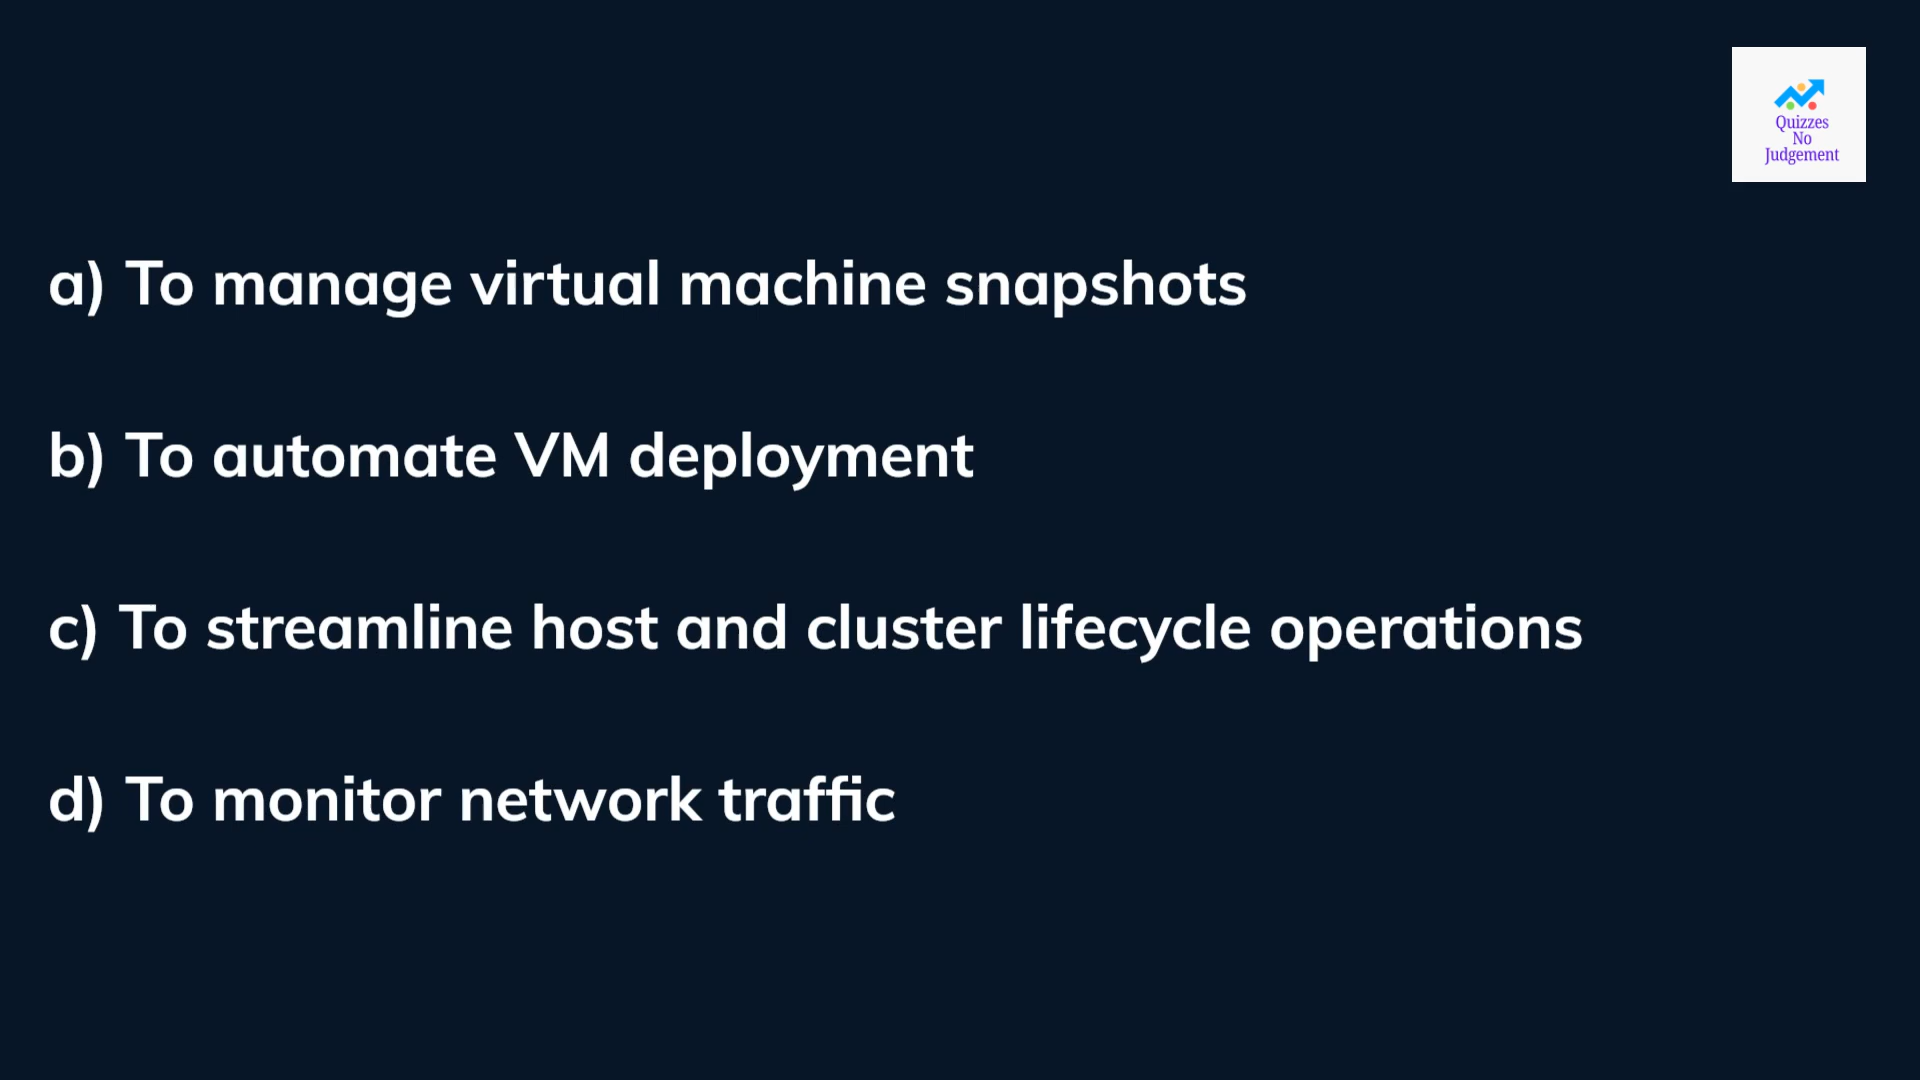 Quizzes
No
Judgement
a) To manage virtual machine snapshots
b) To automate VM deployment
c) To streamline host and cluster lifecycle operations
d) To monitor network traffic